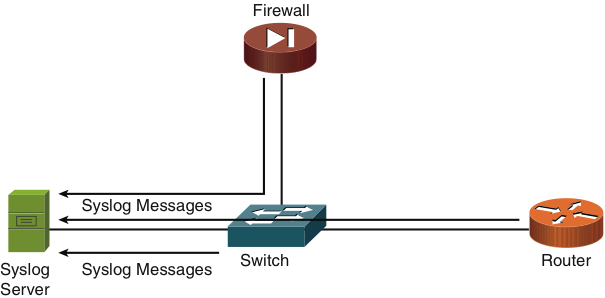 Firewall
Syslog Messages
Syslog Messages
Switch
Router
Syslog
Server